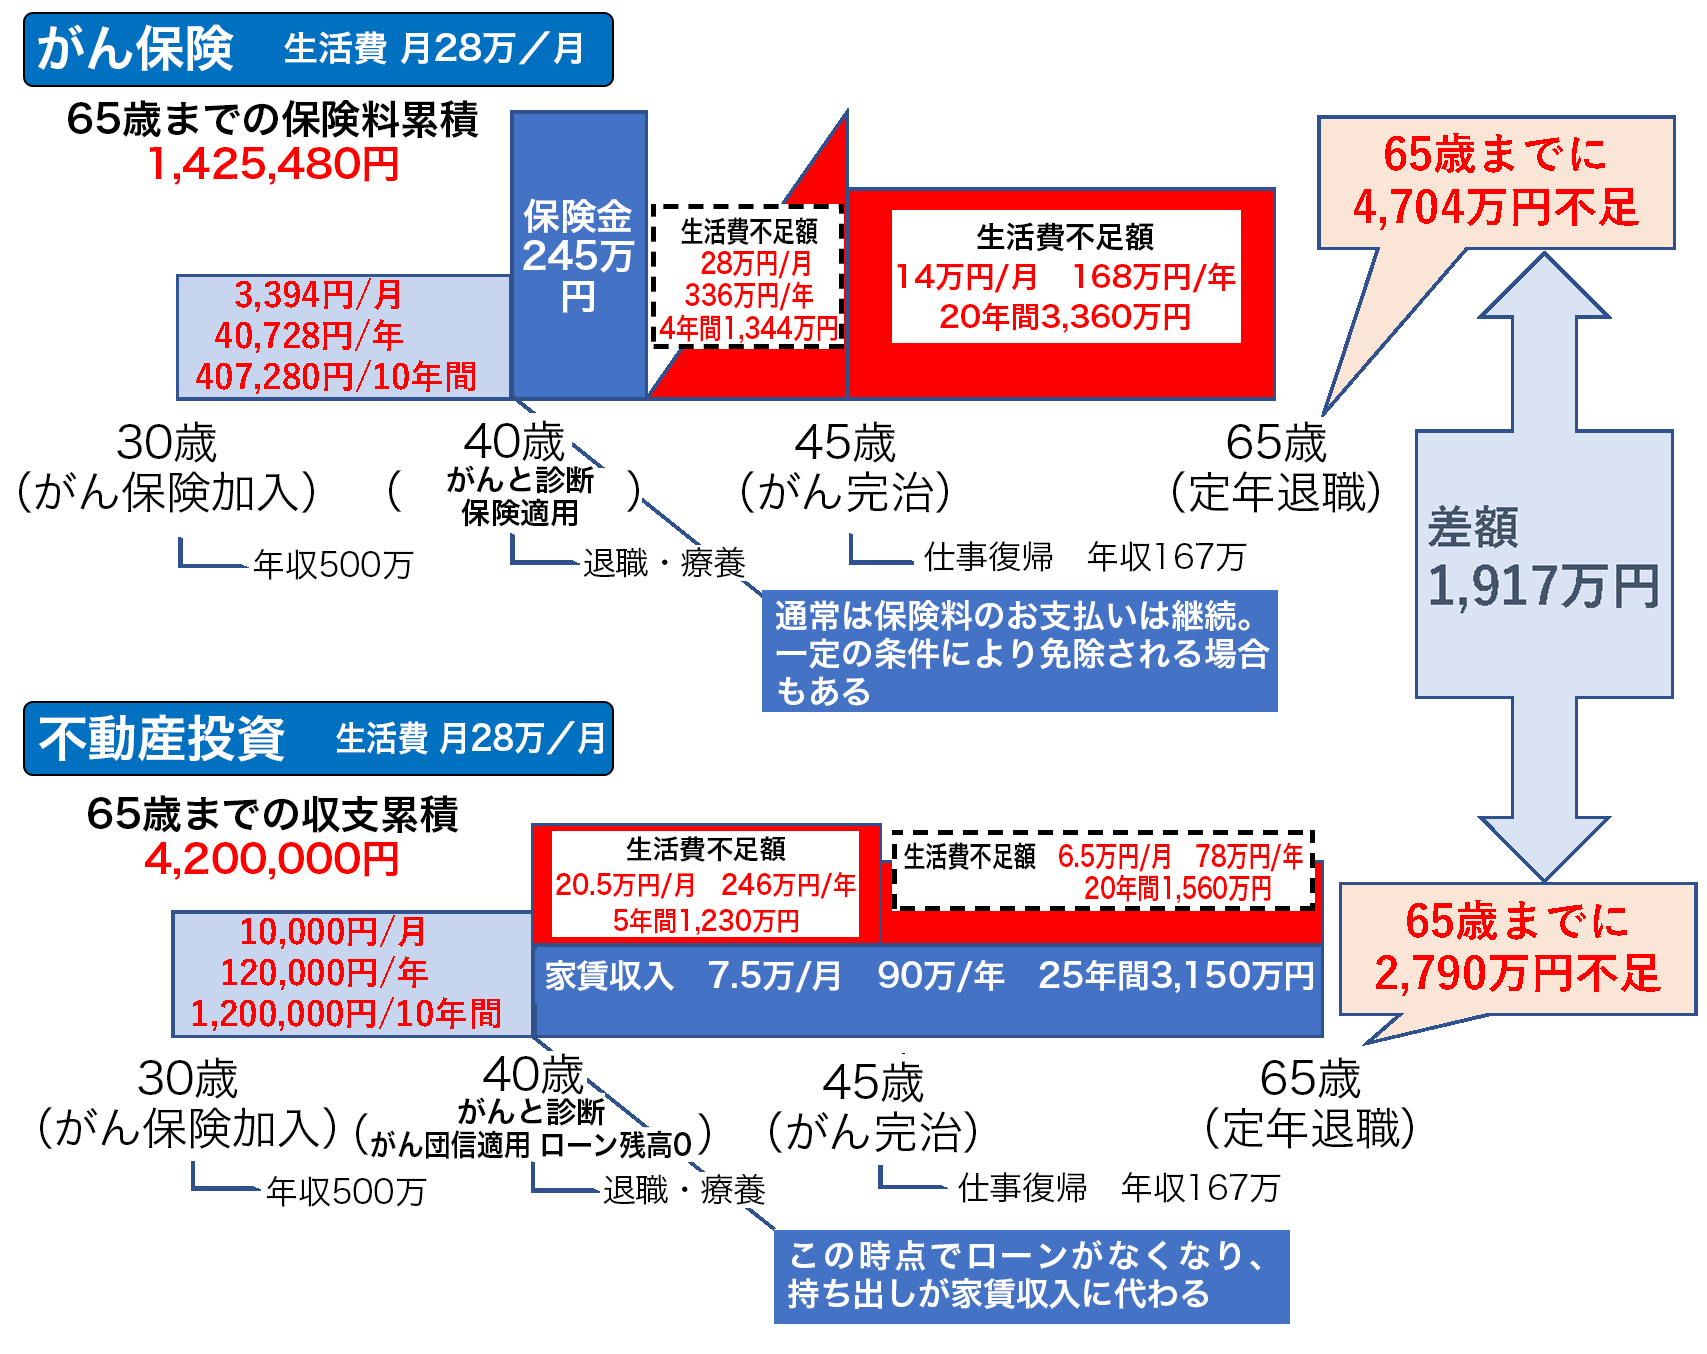 がん保険　生活費 月28万／月
65歳までの保険料累積
1,425,480円
保険金
245万
円
3,394円/月
40,728円/年
407,280円/10年間
生活費不足額
28万円/月
336万円/年
4年間1,344万円
生活費不足額
14万円/月　168万円/年
20年間3,360万円
65歳までに
4,704万円不足
30歳
（がん保険加入）
40歳
（がんと診断
保険適用）
45歳
（がん完治）
65歳
（定年退職）
年収500万
退職・療養
仕事復帰　年収167万
通常は保険料のお支払いは継続。
一定の条件により免除される場合
もある
差額
1,917万円
不動産投資　生活費 月28万／月
65歳までの収支累積
4,200,000円
10,000円/月
120,000円/年
1,200,000円/10年間
生活費不足額
20.5万円/月　246万円/年
5年間1,230万円
生活費不足額　6.5万円/月　78万円/年
20年間1,560万円
家賃収入　7.5万/月　90万/年　25年間3,150万円
65歳までに
2,790万円不足
30歳
（がん保険加入）
40歳
（がんと診断
がん団信適用 ローン残高0）
45歳
（がん完治）
65歳
（定年退職）
年収500万
退職・療養
仕事復帰　年収167万
この時点でローンがなくなり、
持ち出しが家賃収入に代わる